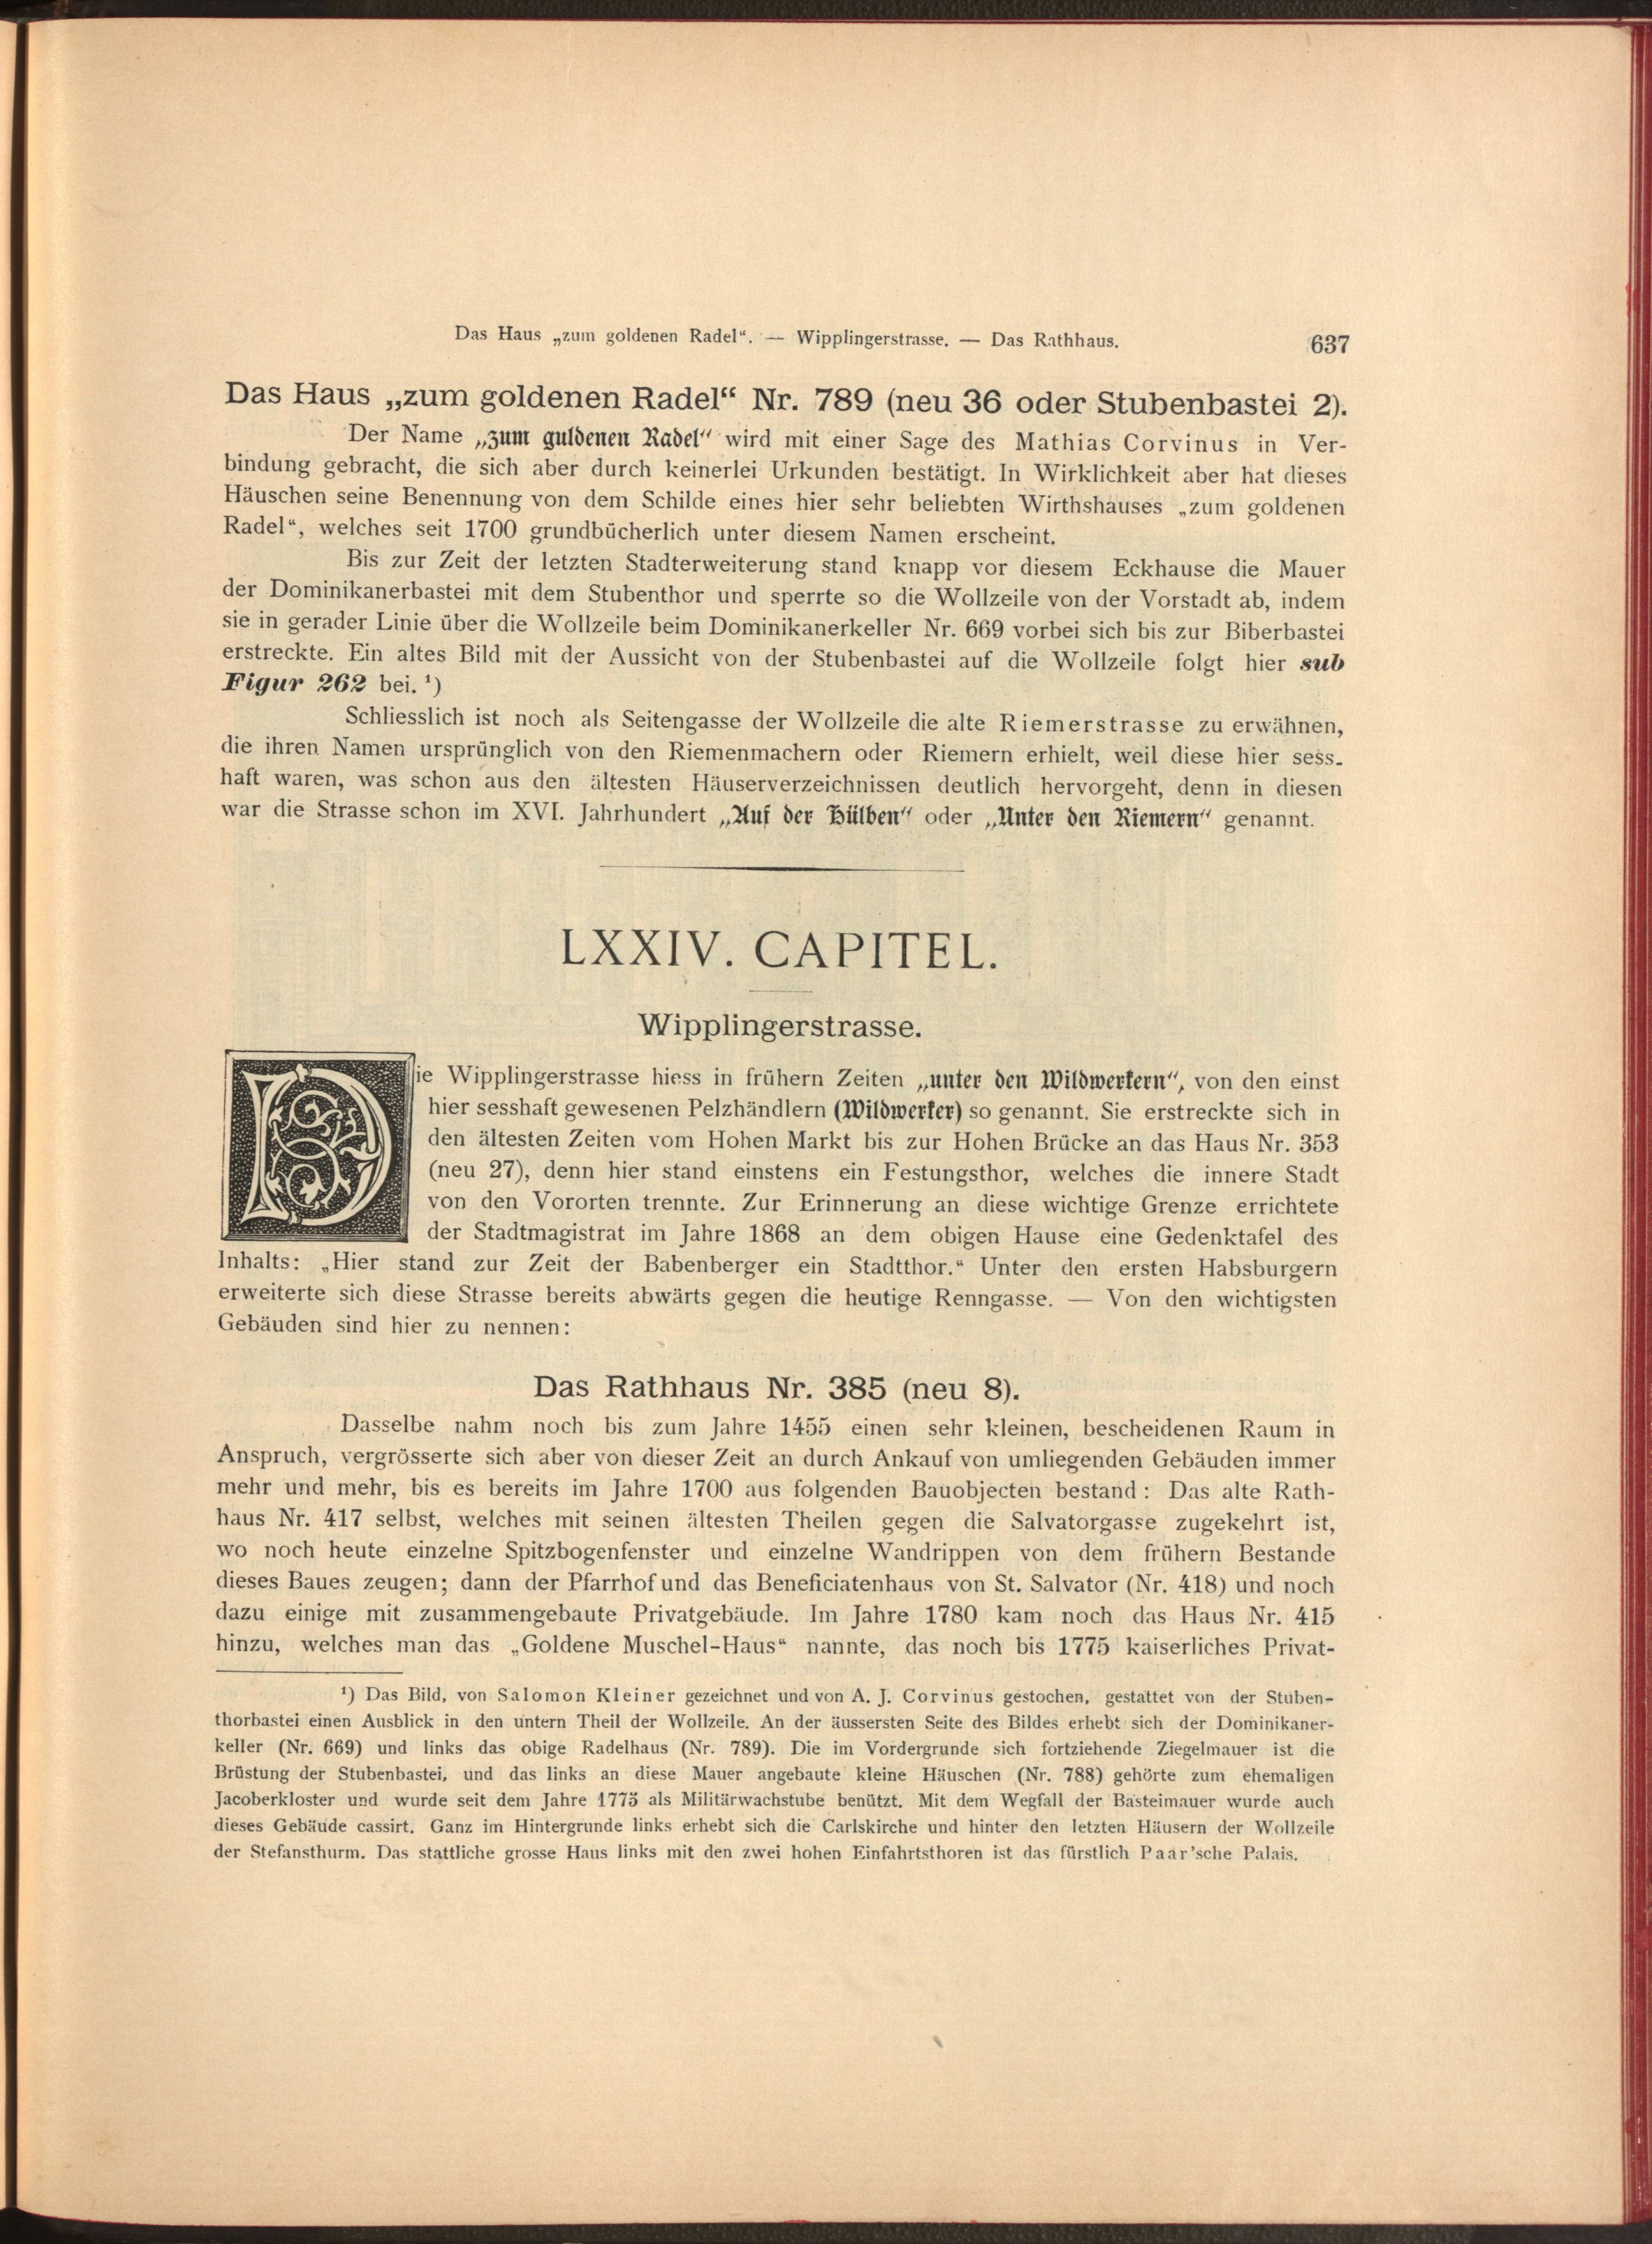 Das Haus „zum goldenen Radel“. — Wipplingerstrasse. — Das Rathhaus. 637
Das Haus „zum goldenen Radel“ Nr. 789 (neu 36 oder Stubenbastei 2).
Der Name „zum guldenen Radel“ wird mit einer Sage des Mathias Corvinus in Ver-
bindung gebracht, die sich aber durch keinerlei Urkunden bestätigt. In Wirklichkeit aber hat dieses
Häuschen seine Benennung von dem Schilde eines hier sehr beliebten Wirthshauses „zum goldenen
Radel“, welches seit 1700 grundbücherlich unter diesem Namen erscheint.
Bis zur Zeit der letzten Stadterweiterung stand knapp vor diesem Eckhause die Mauer
der Dominikanerbastei mit dem Stubenthor und sperrte so die Wollzeile von der Vorstadt ab, indem
sie in gerader Linie über die Wollzeile beim Dominikanerkeller Nr. 669 vorbei sich bis zur Biberbastei
erstreckte. Ein altes Bild mit der Aussicht von der Stubenbastei auf die Wollzeile folgt hier sub
Figur 262 bei. ¹)
Schliesslich ist noch als Seitengasse der Wollzeile die alte Riemerstrasse zu erwähnen,
die ihren Namen ursprünglich von den Riemenmachern oder Riemern erhielt, weil diese hier sess-
haft waren, was schon aus den ältesten Häuserverzeichnissen deutlich hervorgeht, denn in diesen
war die Strasse schon im XVI. Jahrhundert „Auf der Hülben“ oder „Unter den Riemern“ genannt.
LXXIV. CAPITEL.
Wipplingerstrasse.
Die Wipplingerstrasse hiess in frühern Zeiten „unter den Wildwerkern“, von den einst
hier sesshaft gewesenen Pelzhändlern (Wildwerker) so genannt. Sie erstreckte sich in
den ältesten Zeiten vom Hohen Markt bis zur Hohen Brücke an das Haus Nr. 353
(neu 27), denn hier stand einstens ein Festungsthor, welches die innere Stadt
von den Vororten trennte. Zur Erinnerung an diese wichtige Grenze errichtete
der Stadtmagistrat im Jahre 1868 an dem obigen Hause eine Gedenktafel des
Inhalts: „Hier stand zur Zeit der Babenberger ein Stadtthor.“ Unter den ersten Habsburgern
erweiterte sich diese Strasse bereits abwärts gegen die heutige Renngasse. — Von den wichtigsten
Gebäuden sind hier zu nennen:
Das Rathhaus Nr. 385 (neu 8).
Dasselbe nahm noch bis zum Jahre 1455 einen sehr kleinen, bescheidenen Raum in
Anspruch, vergrösserte sich aber von dieser Zeit an durch Ankauf von umliegenden Gebäuden immer
mehr und mehr, bis es bereits im Jahre 1700 aus folgenden Bauobjecten bestand: Das alte Rath-
haus Nr. 417 selbst, welches mit seinen ältesten Theilen gegen die Salvatorgasse zugekehrt ist,
wo noch heute einzelne Spitzbogenfenster und einzelne Wandrippen von dem frühern Bestande
dieses Baues zeugen; dann der Pfarrhof und das Beneficiatenhaus von St. Salvator (Nr. 418) und noch
dazu einige mit zusammengebaute Privatgebäude. Im Jahre 1780 kam noch das Haus Nr. 415
hinzu, welches man das „Goldene Muschel-Haus“ nannte, das noch bis 1775 kaiserliches Privat-
¹) Das Bild, von Salomon Kleiner gezeichnet und von A. J. Corvinus gestochen, gestattet von der Stuben-
thorbastei einen Ausblick in den untern Theil der Wollzeile. An der äussersten Seite des Bildes erhebt sich der Dominikaner-
keller (Nr. 669) und links das obige Radelhaus (Nr. 789). Die im Vordergrunde sich fortziehende Ziegelmauer ist die
Brüstung der Stubenbastei, und das links an diese Mauer angebaute kleine Häuschen (Nr. 788) gehörte zum ehemaligen
Jacoberkloster und wurde seit dem Jahre 1775 als Militärwachstube benützt. Mit dem Wegfall der Basteimauer wurde auch
dieses Gebäude cassirt. Ganz im Hintergrunde links erhebt sich die Carlskirche und hinter den letzten Häusern der Wollzeile
der Stefansthurm. Das stattliche grosse Haus links mit den zwei hohen Einfahrtsthoren ist das fürstlich Paar'sche Palais.